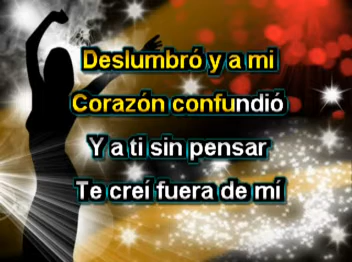 Deslumbró y a mi
Corazón confundió
Y a ti sin pensar
Te creí fuera de mí